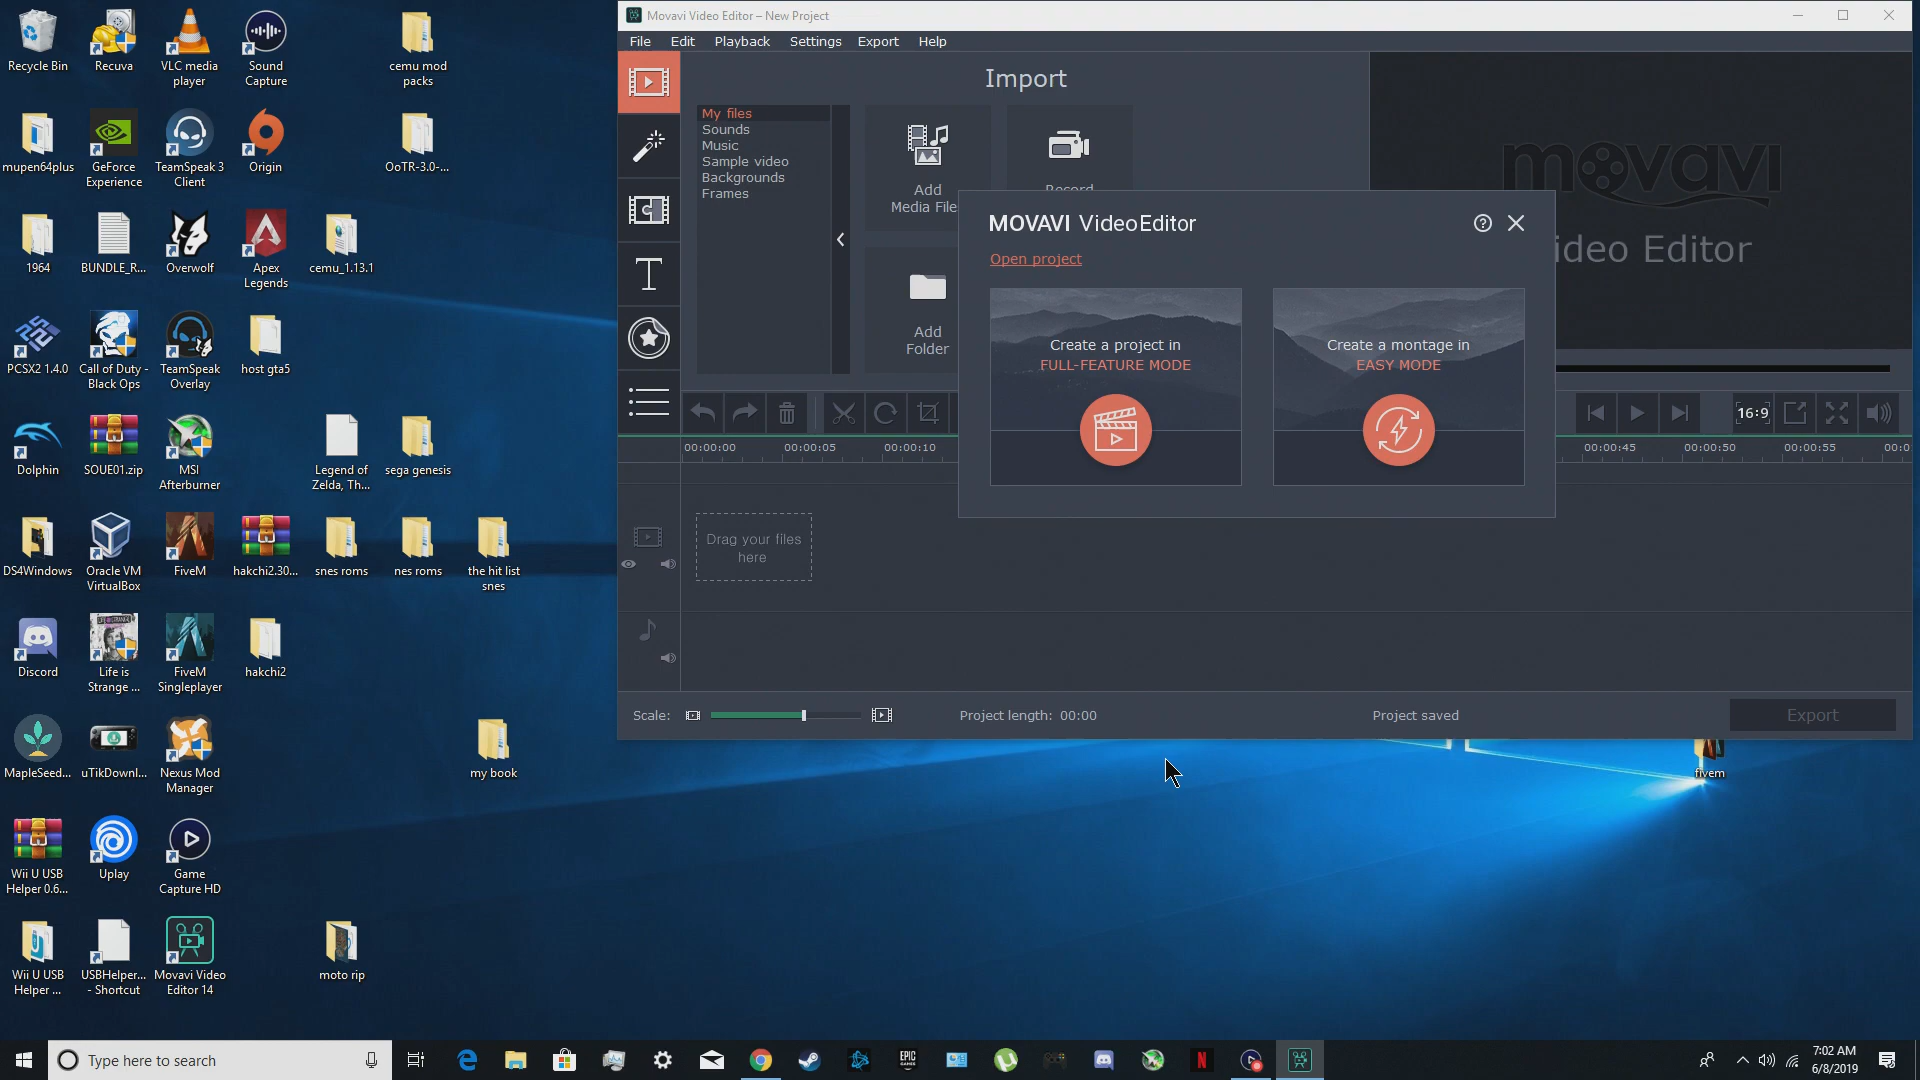 Recycle Bin
Recuva
VLC media
player
Sound
Capture
cemu mod
packs
mupen64plus
GeForce
Experience
TeamSpeak 3
Client
Origin
OoTR-3.0-...
1964
BUNDLE_R...
Overwolf
Apex
Legends
cemu_1.13.1
PCSX2 1.4.0
Call of Duty -
Black Ops
TeamSpeak
Overlay
host gta5
Dolphin
SOUE01.zip
MSI
Afterburner
Legend of
Zelda, Th...
sega genesis
DS4Windows
Oracle VM
VirtualBox
FiveM
hakchi2.30...
snes roms
nes roms
the hit list
snes
Discord
Life is
Strange ...
FiveM
Singleplayer
hakchi2
MapleSeed...
uTikDownl...
Nexus Mod
Manager
my book
Wii U USB
Helper 0.6...
Uplay
Game
Capture HD
Wii U USB
Helper ...
USBHelper...
- Shortcut
Movavi Video
Editor 14
moto rip
fivem
Movavi Video Editor – New Project
File Edit Playback Settings Export Help
Import
My files
Sounds
Music
Sample video
Backgrounds
Frames
Add
Media File
Record
Add
Folder
movavi
ideo Editor
MOVAVI VideoEditor
Open project
Create a project in
FULL-FEATURE MODE
Create a montage in
EASY MODE
16:9
00:00:00 00:00:05 00:00:10 00:00:45 00:00:50 00:00:55 00:0
Drag your files
here
Scale:
Project length: 00:00
Project saved
Export
Type here to search
EPIC
GAMES
7:02 AM
6/8/2019